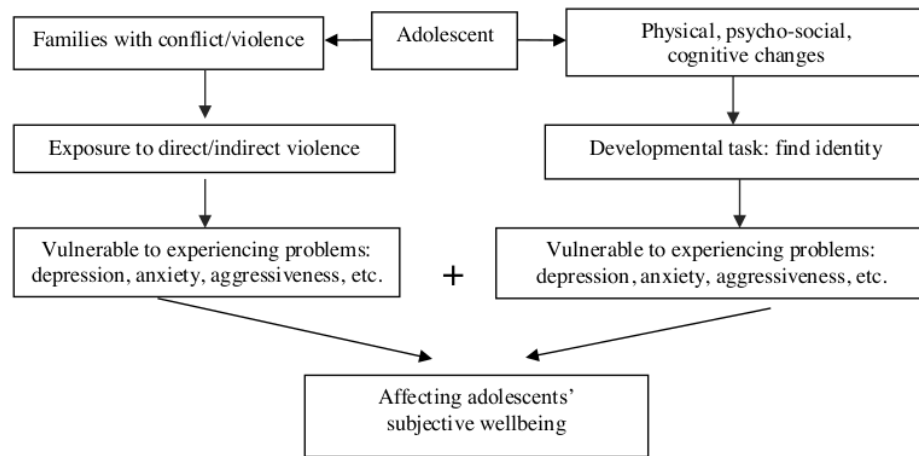 Families with conflict/violence
Adolescent
Physical, psycho-social,
cognitive changes
Exposure to direct/indirect violence
Developmental task: find identity
Vulnerable to experiencing problems:
depression, anxiety, aggressiveness, etc.
+
Vulnerable to experiencing problems:
depression, anxiety, aggressiveness, etc.
Affecting adolescents’
subjective wellbeing